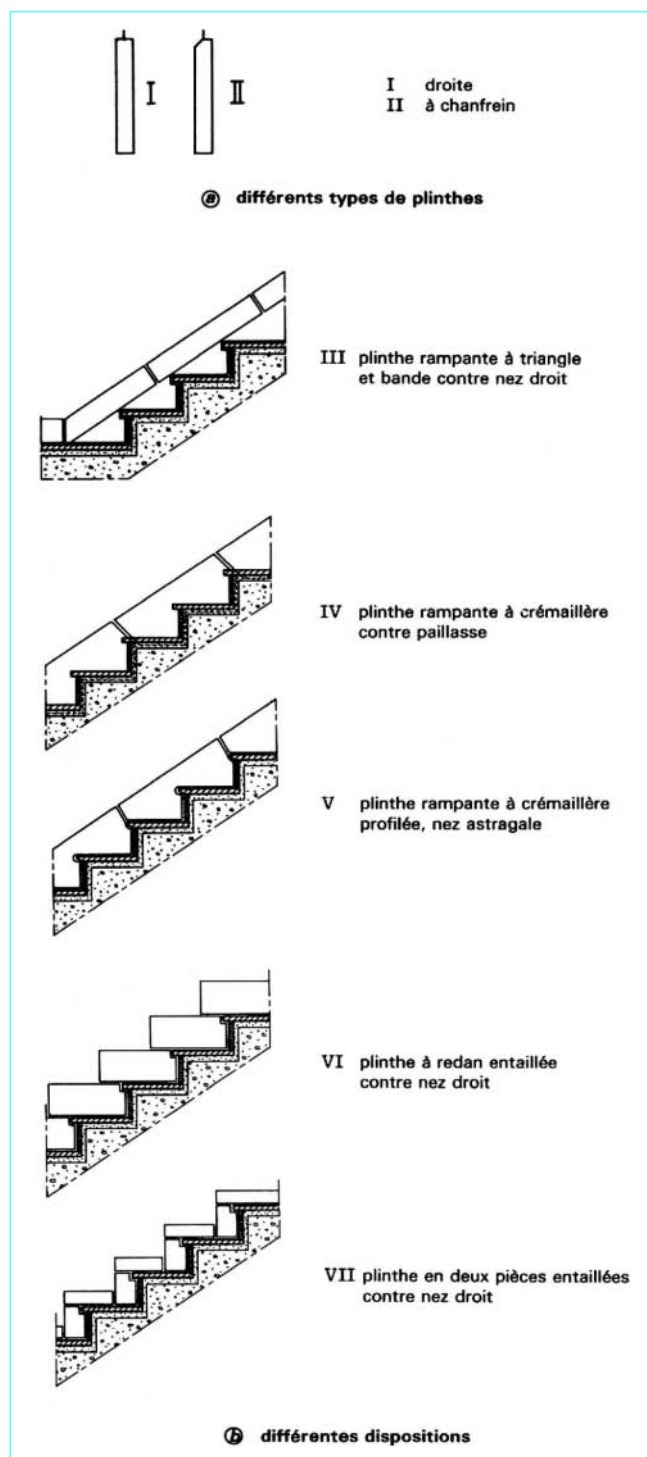 I
II
I droite
II à chanfrein
a différents types de plinthes
III plinthe rampante à triangle
et bande contre nez droit
IV plinthe rampante à crémaillère
contre paillasse
V plinthe rampante à crémaillère
profilée, nez astragale
VI plinthe à redan entaillée
contre nez droit
VII plinthe en deux pièces entaillées
contre nez droit
b différentes dispositions